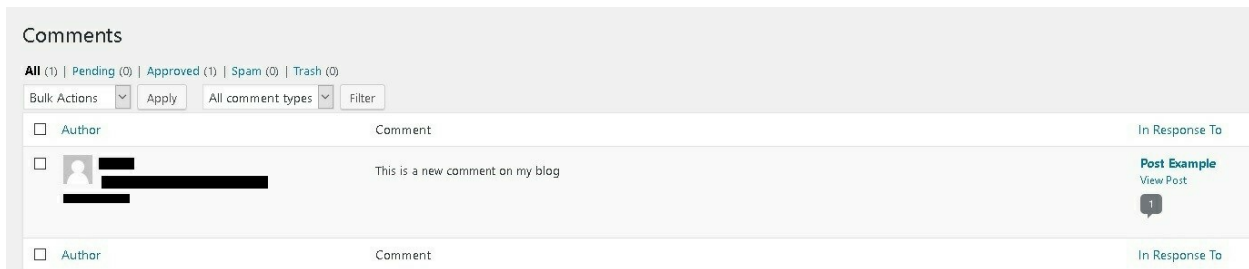 Comments
All (1) | Pending (0) | Approved (1) | Spam (0) | Trash (0)
Bulk Actions Apply All comment types Filter
Author Comment In Response To
This is a new comment on my blog Post Example
View Post
1
Author Comment In Response To